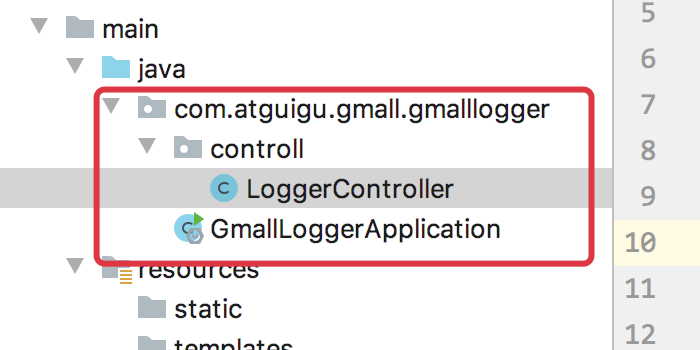 main
java
com.atguigu.gmall.gmalllogger
controll
LoggerController
GmallLoggerApplication
resources
static
templates
5
6
7
8
9
10
11
12